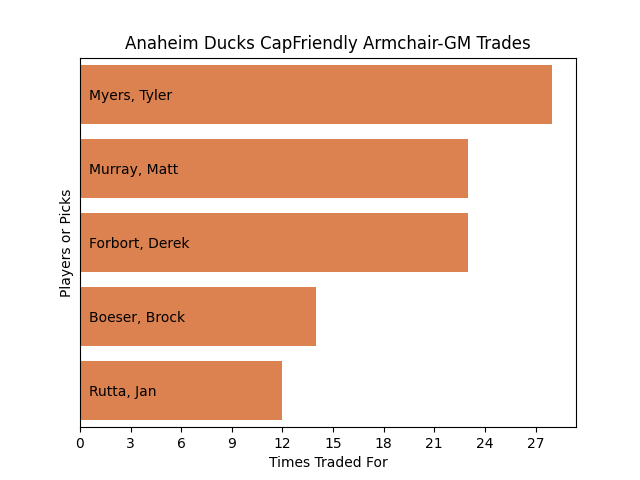 Anaheim Ducks CapFriendly Armchair-GM Trades
Players or Picks
Myers, Tyler
Murray, Matt
Forbort, Derek
Boeser, Brock
Rutta, Jan
0 3 6 9 12 15 18 21 24 27
Times Traded For